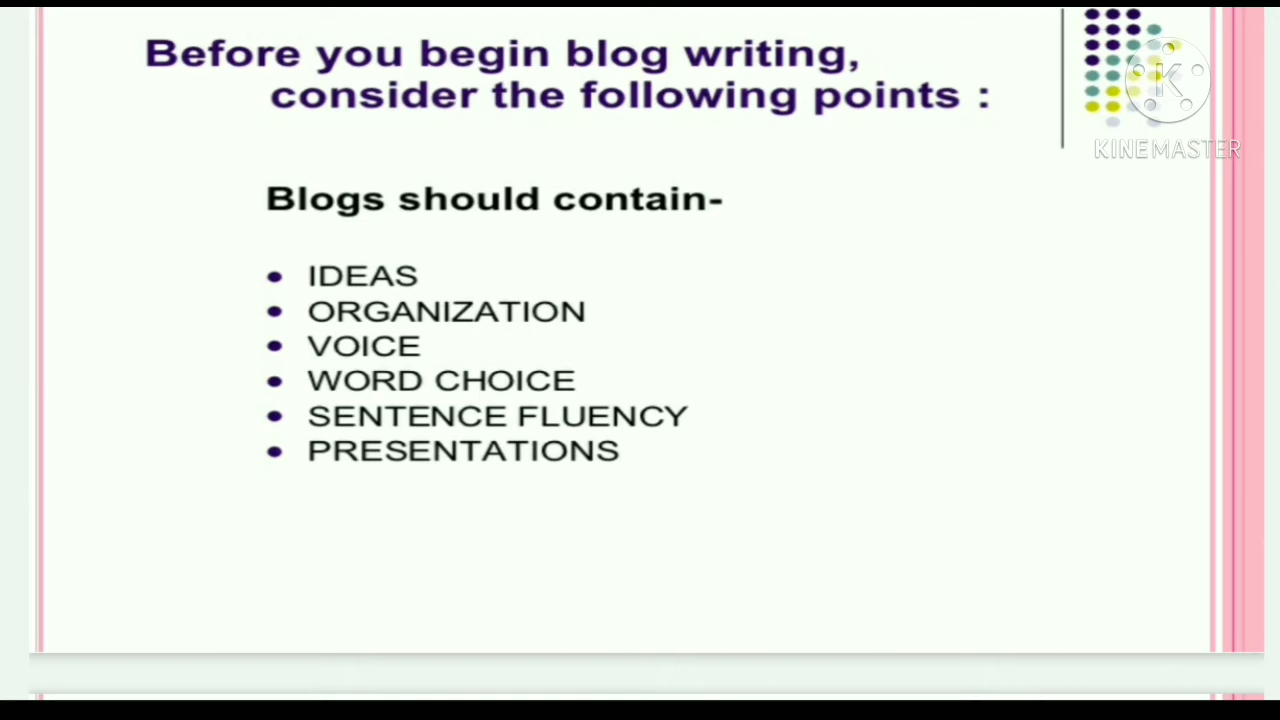 Before you begin blog writing,
consider the following points :
KINEMASTER
Blogs should contain-
• IDEAS
• ORGANIZATION
• VOICE
• WORD CHOICE
• SENTENCE FLUENCY
• PRESENTATIONS